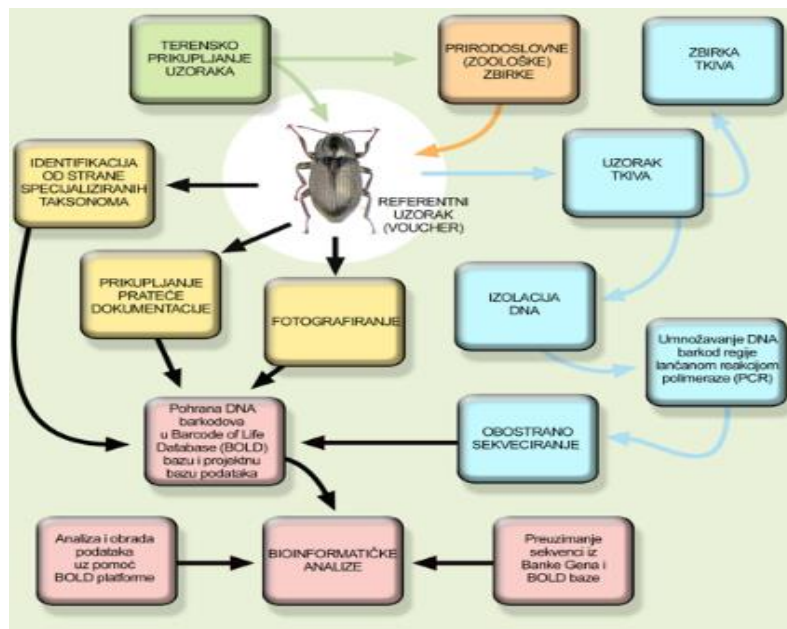 TERENSKO
PRIKUPLJANJE
UZORAKA
PRIRODOSLOVNE
(ZOOLOŠKE)
ZBIRKE
ZBIRKA
TKIVA
IDENTIFIKACIJA
OD STRANE
SPECIJALIZIRANIH
TAKSONOMA
REFERENTNI
UZORAK
(VOUCHER)
UZORAK
TKIVA
PRIKUPLJANJE
PRATEĆE
DOKUMENTACIJE
FOTOGRAFIRANJE
IZOLACIJA
DNA
Umnožavanje DNA
barkod regije
lančanom reakcijom
polimeraze (PCR)
Pohrana DNA
barkodova
u Barcode of Life
Database (BOLD)
bazu i projektnu
bazu podataka
OBOSTRANO
SEKVECIRANJE
Analiza i obrada
podataka
uz pomoć
BOLD platforme
BIOINFORMATIČKE
ANALIZE
Preuzimanje
sekvenci iz
Banke Gena i
BOLD baze